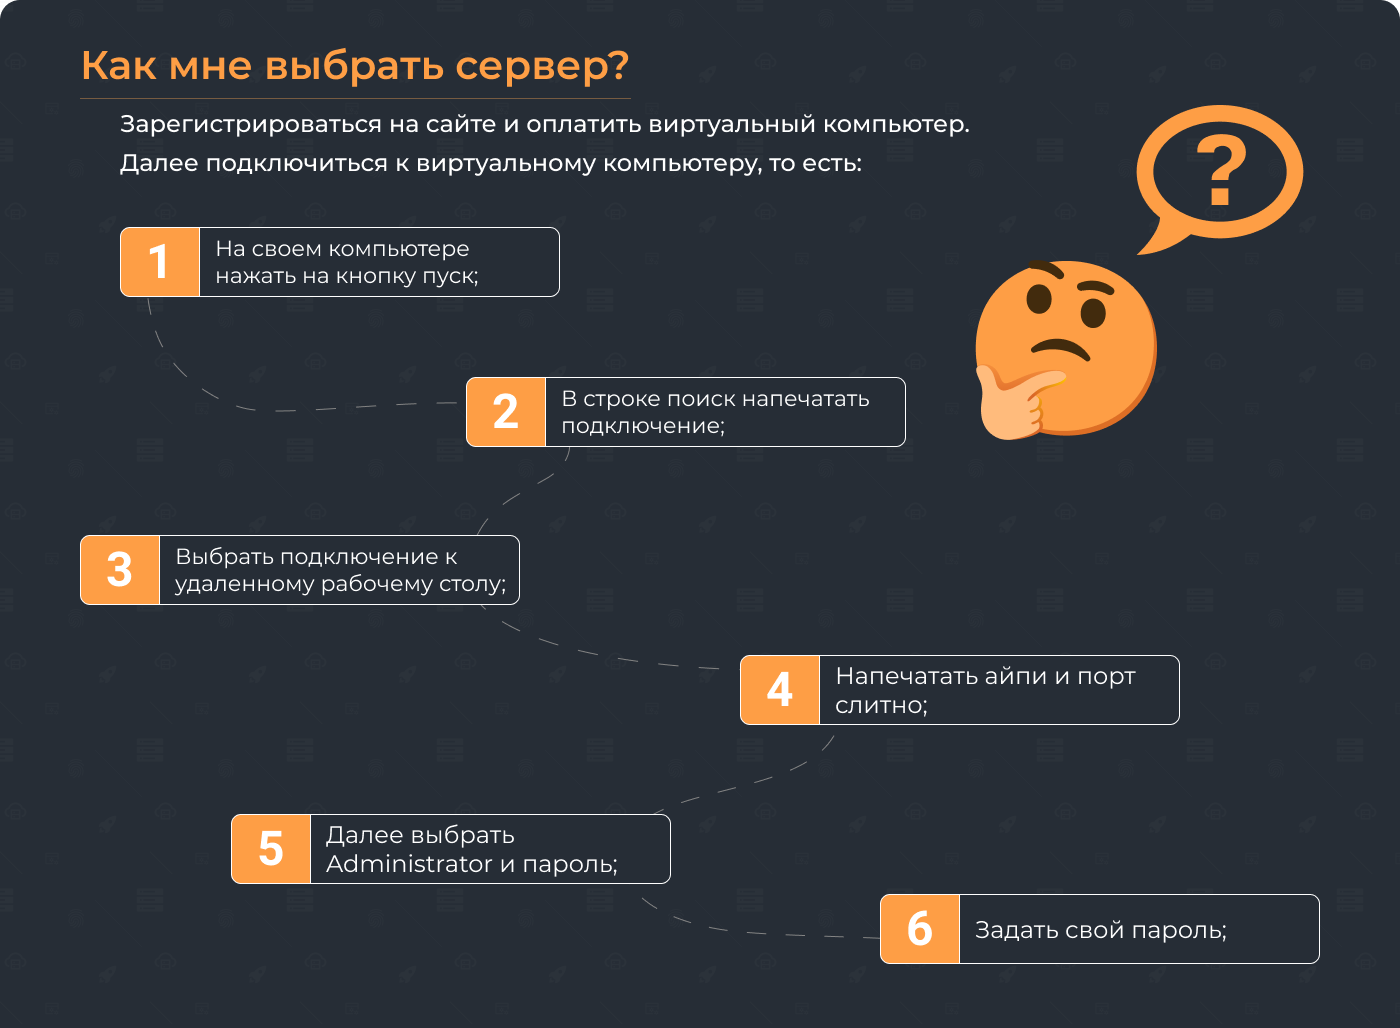 Как мне выбрать сервер?
Зарегистрироваться на сайте и оплатить виртуальный компьютер.
Далее подключиться к виртуальному компьютеру, то есть:
?
1
На своем компьютере
нажать на кнопку пуск;
2
В строке поиск напечатать
подключение;
3
Выбрать подключение к
удаленному рабочему столу;
4
Напечатать айпи и порт
слитно;
5
Далее выбрать
Administrator и пароль;
6
Задать свой пароль;